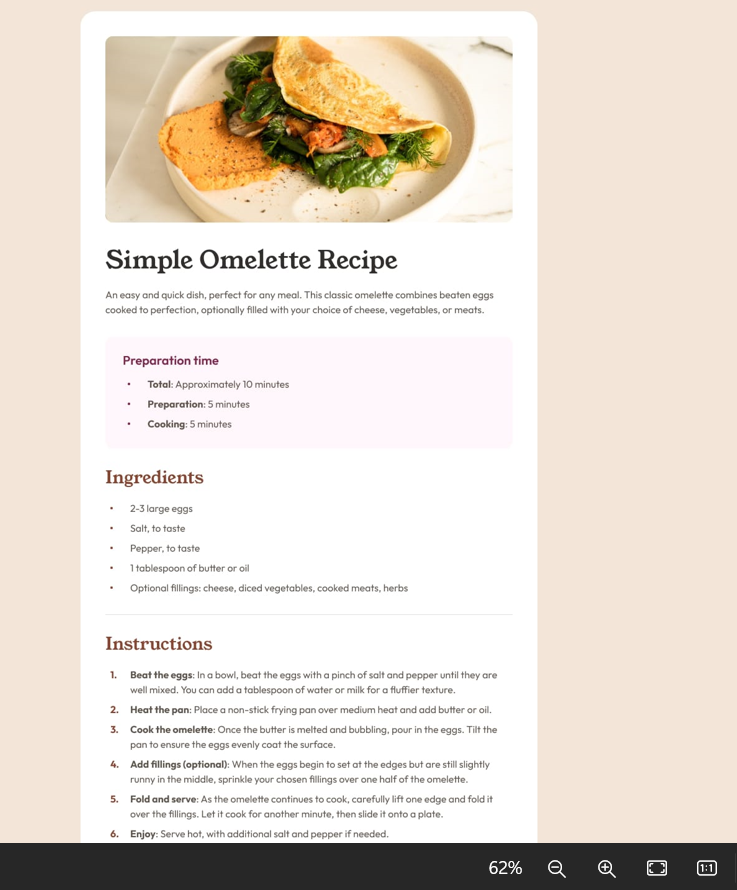 Simple Omelette Recipe
An easy and quick dish, perfect for any meal. This classic omelette combines beaten eggs
cooked to perfection, optionally filled with your choice of cheese, vegetables, or meats.
Preparation time
• Total: Approximately 10 minutes
• Preparation: 5 minutes
• Cooking: 5 minutes
Ingredients
• 2-3 large eggs
• Salt, to taste
• Pepper, to taste
• 1 tablespoon of butter or oil
• Optional fillings: cheese, diced vegetables, cooked meats, herbs
Instructions
1. Beat the eggs: In a bowl, beat the eggs with a pinch of salt and pepper until they are
well mixed. You can add a tablespoon of water or milk for a fluffier texture.
2. Heat the pan: Place a non-stick frying pan over medium heat and add butter or oil.
3. Cook the omelette: Once the butter is melted and bubbling, pour in the eggs. Tilt the
pan to ensure the eggs evenly coat the surface.
4. Add fillings (optional): When the eggs begin to set at the edges but are still slightly
runny in the middle, sprinkle your chosen fillings over one half of the omelette.
5. Fold and serve: As the omelette continues to cook, carefully lift one edge and fold it
over the fillings. Let it cook for another minute, then slide it onto a plate.
6. Enjoy: Serve hot, with additional salt and pepper if needed.
62%
1:1